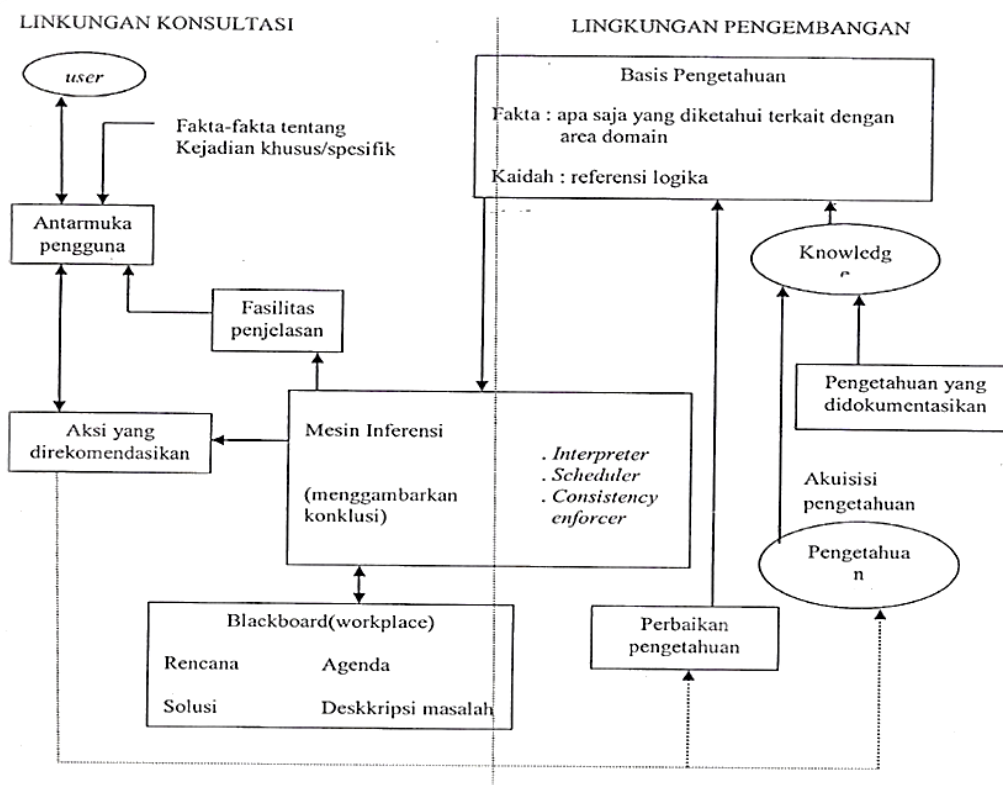 LINKUNGAN KONSULTASI
LINGKUNGAN PENGEMBANGAN
user
Fakta-fakta tentang
Kejadian khusus/spesifik
Antarmuka
pengguna
Fasilitas
penjelasan
Aksi yang
direkomendasikan
Basis Pengetahuan
Fakta : apa saja yang diketahui terkait dengan
area domain
Kaidah : referensi logika
Knowledg
Pengetahuan yang
didokumentasikan
Mesin Inferensi
(menggambarkan
konklusi)
. Interpreter
. Scheduler
. Consistency
enforcer
Akuisisi
pengetahuan
Pengetahua
n
Perbaikan
pengetahuan
Blackboard(workplace)
Rencana Agenda
Solusi Deskkripsi masalah